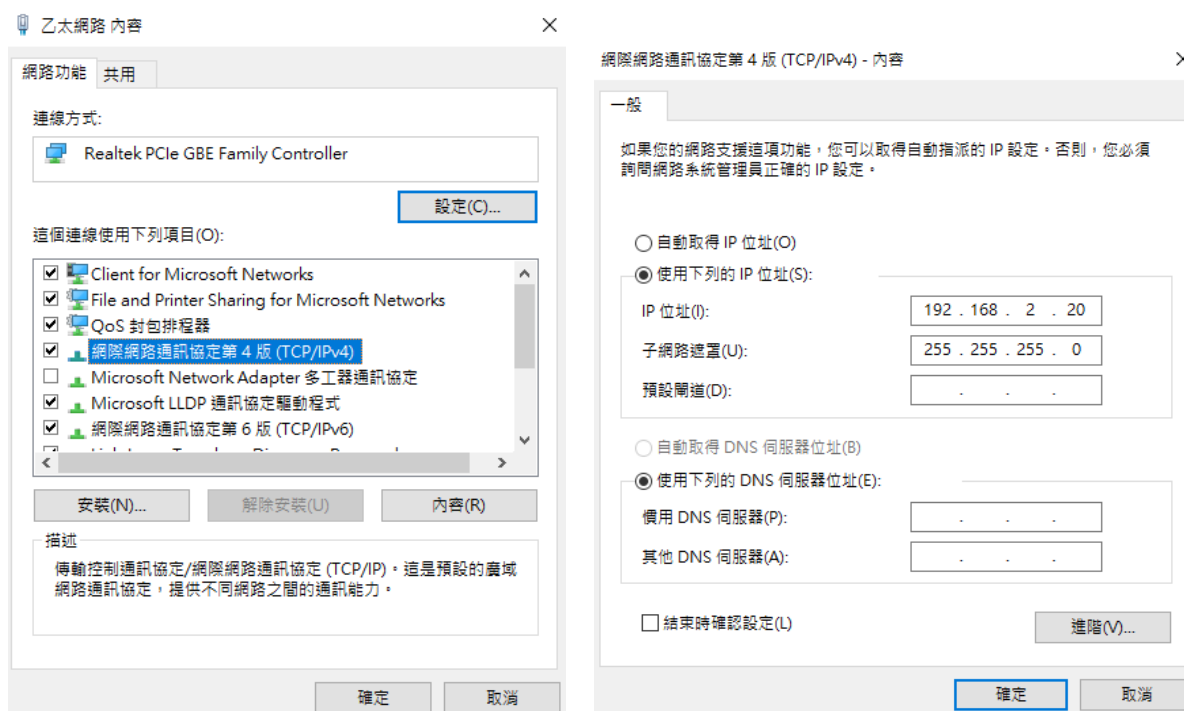 乙太網路 內容
網路功能
共用
連線方式:
Realtek PCIe GBE Family Controller
設定(C)...
這個連線使用下列項目(O):
Client for Microsoft Networks
File and Printer Sharing for Microsoft Networks
QoS 封包排程器
網際網路通訊協定第 4 版 (TCP/IPv4)
Microsoft Network Adapter 多工器通訊協定
Microsoft LLDP 通訊協定驅動程式
網際網路通訊協定第 6 版 (TCP/IPv6)
安裝(N)...
解除安裝(U)
內容(R)
描述
傳輸控制通訊協定/網際網路通訊協定 (TCP/IP)。這是預設的廣域
網路通訊協定,提供不同網路之間的通訊能力。
確定
取消
網際網路通訊協定第 4 版 (TCP/IPv4) - 內容
一般
如果您的網路支援這項功能,您可以取得自動指派的 IP 設定。否則,您必須
詢問網路系統管理員正確的 IP 設定。
自動取得 IP 位址(O)
使用下列的 IP 位址(S):
IP 位址(I):
192 . 168 . 2 . 20
子網路遮罩(U):
255 . 255 . 255 . 0
預設閘道(D):
. . .
自動取得 DNS 伺服器位址(B)
使用下列的 DNS 伺服器位址(E):
慣用 DNS 伺服器(P):
. . .
其他 DNS 伺服器(A):
. . .
結束時確認設定(L)
進階(V)...
確定
取消